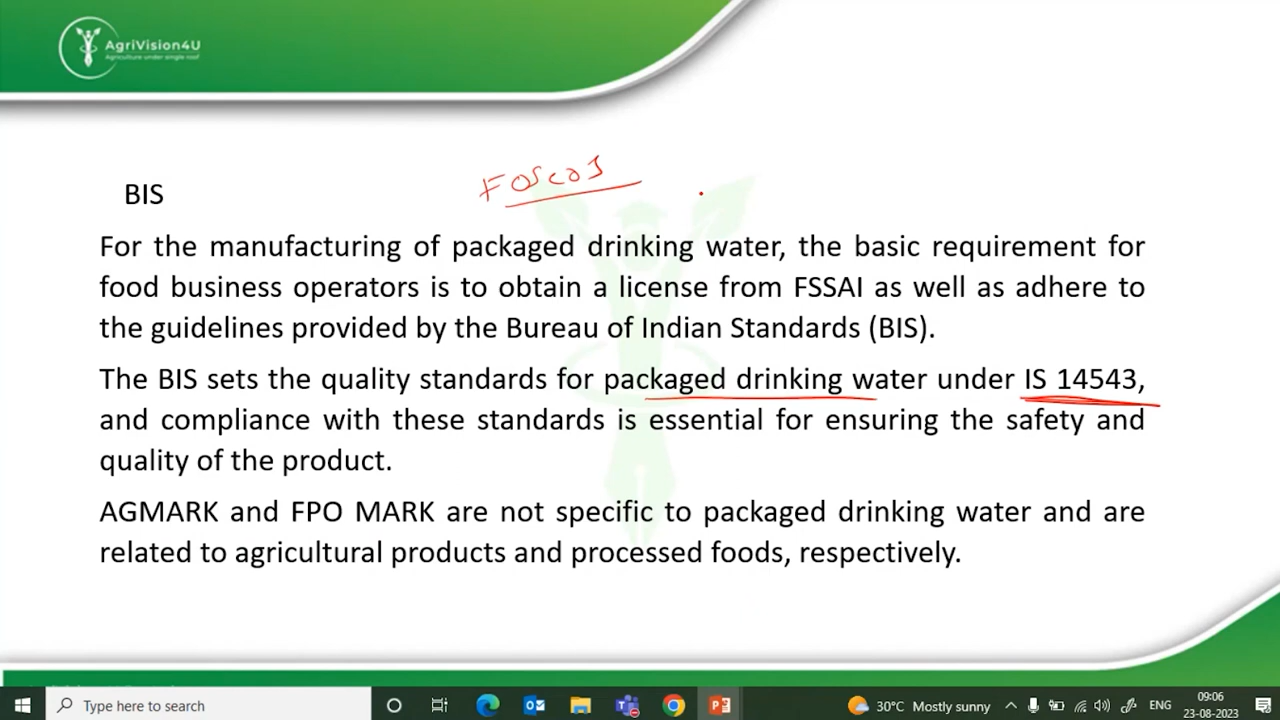 AgriVision4U
Agriculture under single roof
FOSCOS
BIS
For the manufacturing of packaged drinking water, the basic requirement for
food business operators is to obtain a license from FSSAI as well as adhere to
the guidelines provided by the Bureau of Indian Standards (BIS).
The BIS sets the quality standards for packaged drinking water under IS 14543,
and compliance with these standards is essential for ensuring the safety and
quality of the product.
AGMARK and FPO MARK are not specific to packaged drinking water and are
related to agricultural products and processed foods, respectively.
Type here to search
30°C Mostly sunny
ENG
09:06
23-08-2023